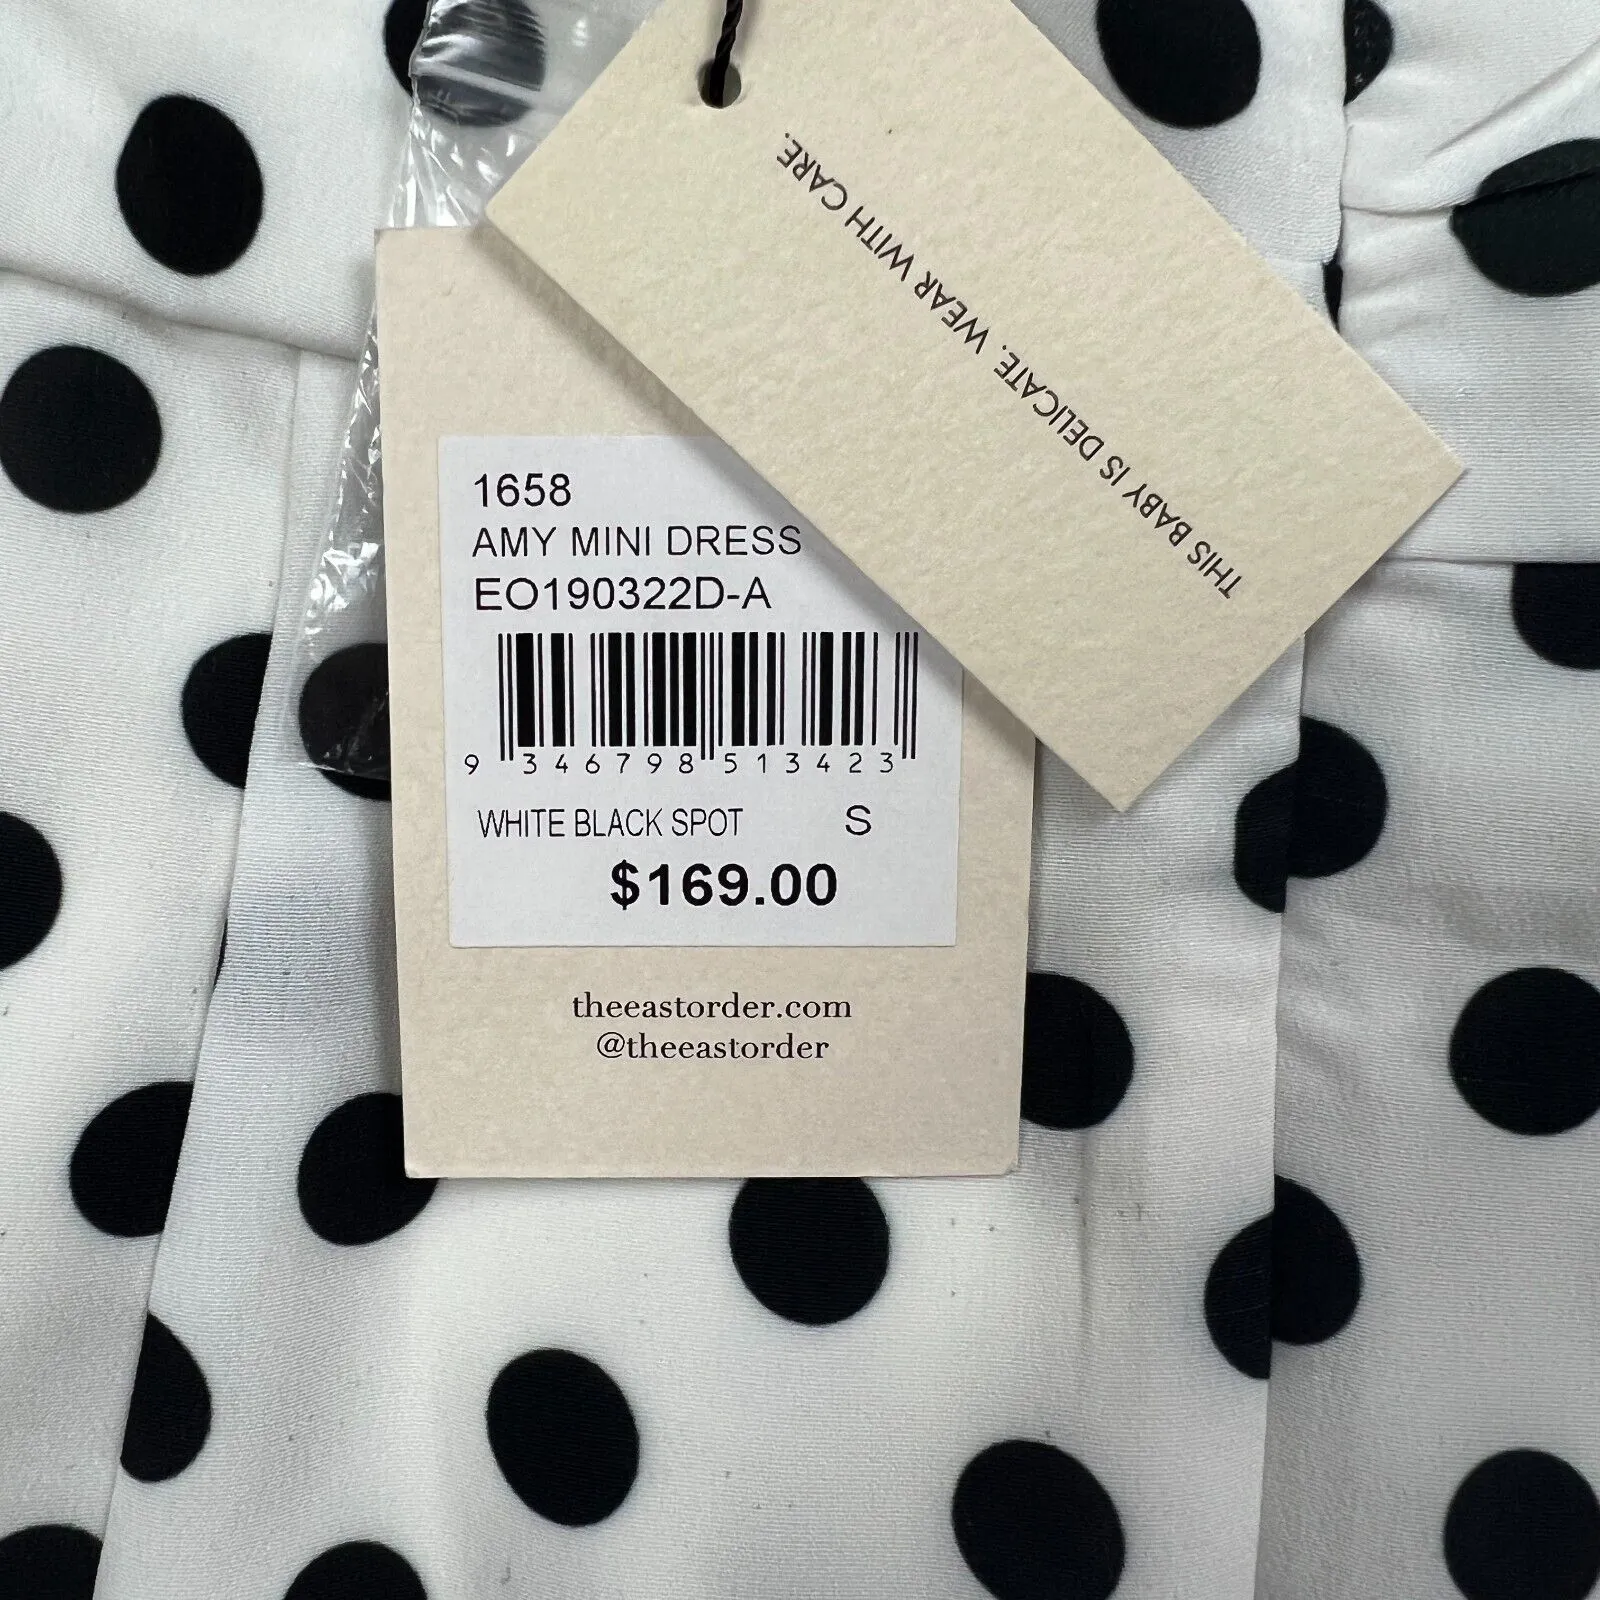 THIS BABY IS DELICATE. WEAR WITH CARE.
1658
AMY MINI DRESS
EO190322D-A
9 346798 513423
WHITE BLACK SPOT S
$169.00
theeastorder.com
@theeastorder